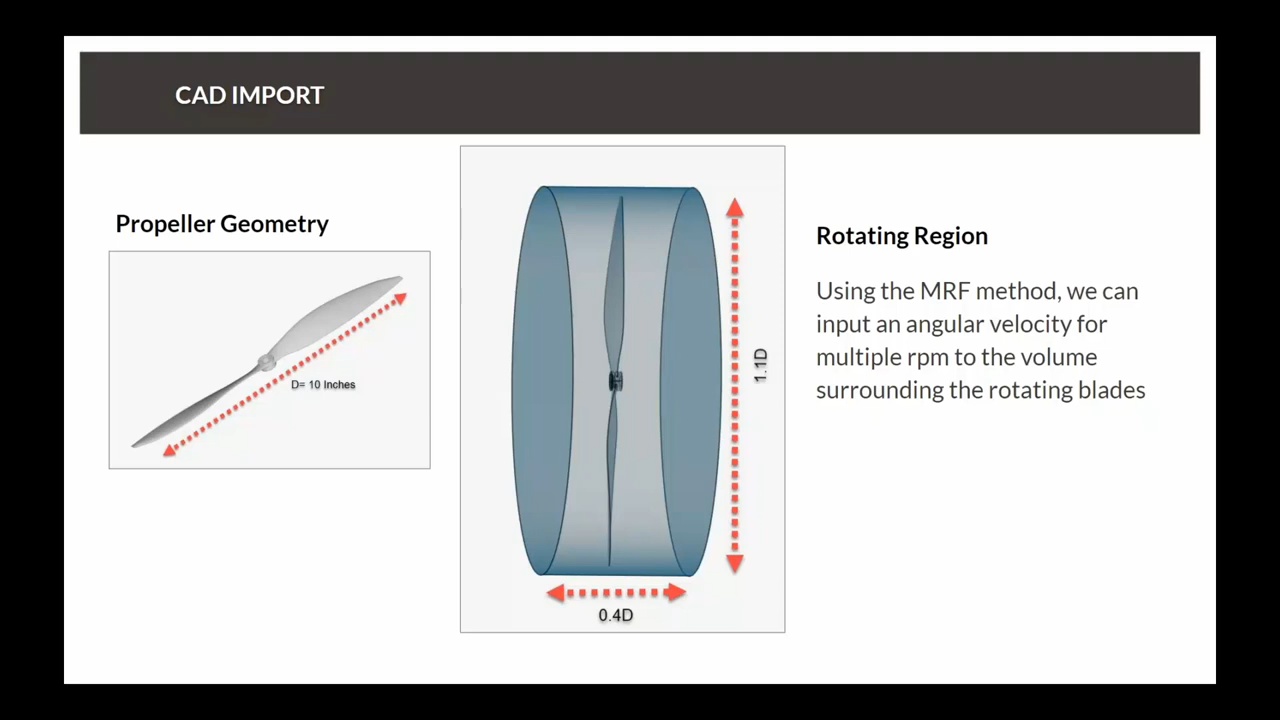 CAD IMPORT
Propeller Geometry
D= 10 Inches
1.1D
0.4D
Rotating Region
Using the MRF method, we can
input an angular velocity for
multiple rpm to the volume
surrounding the rotating blades